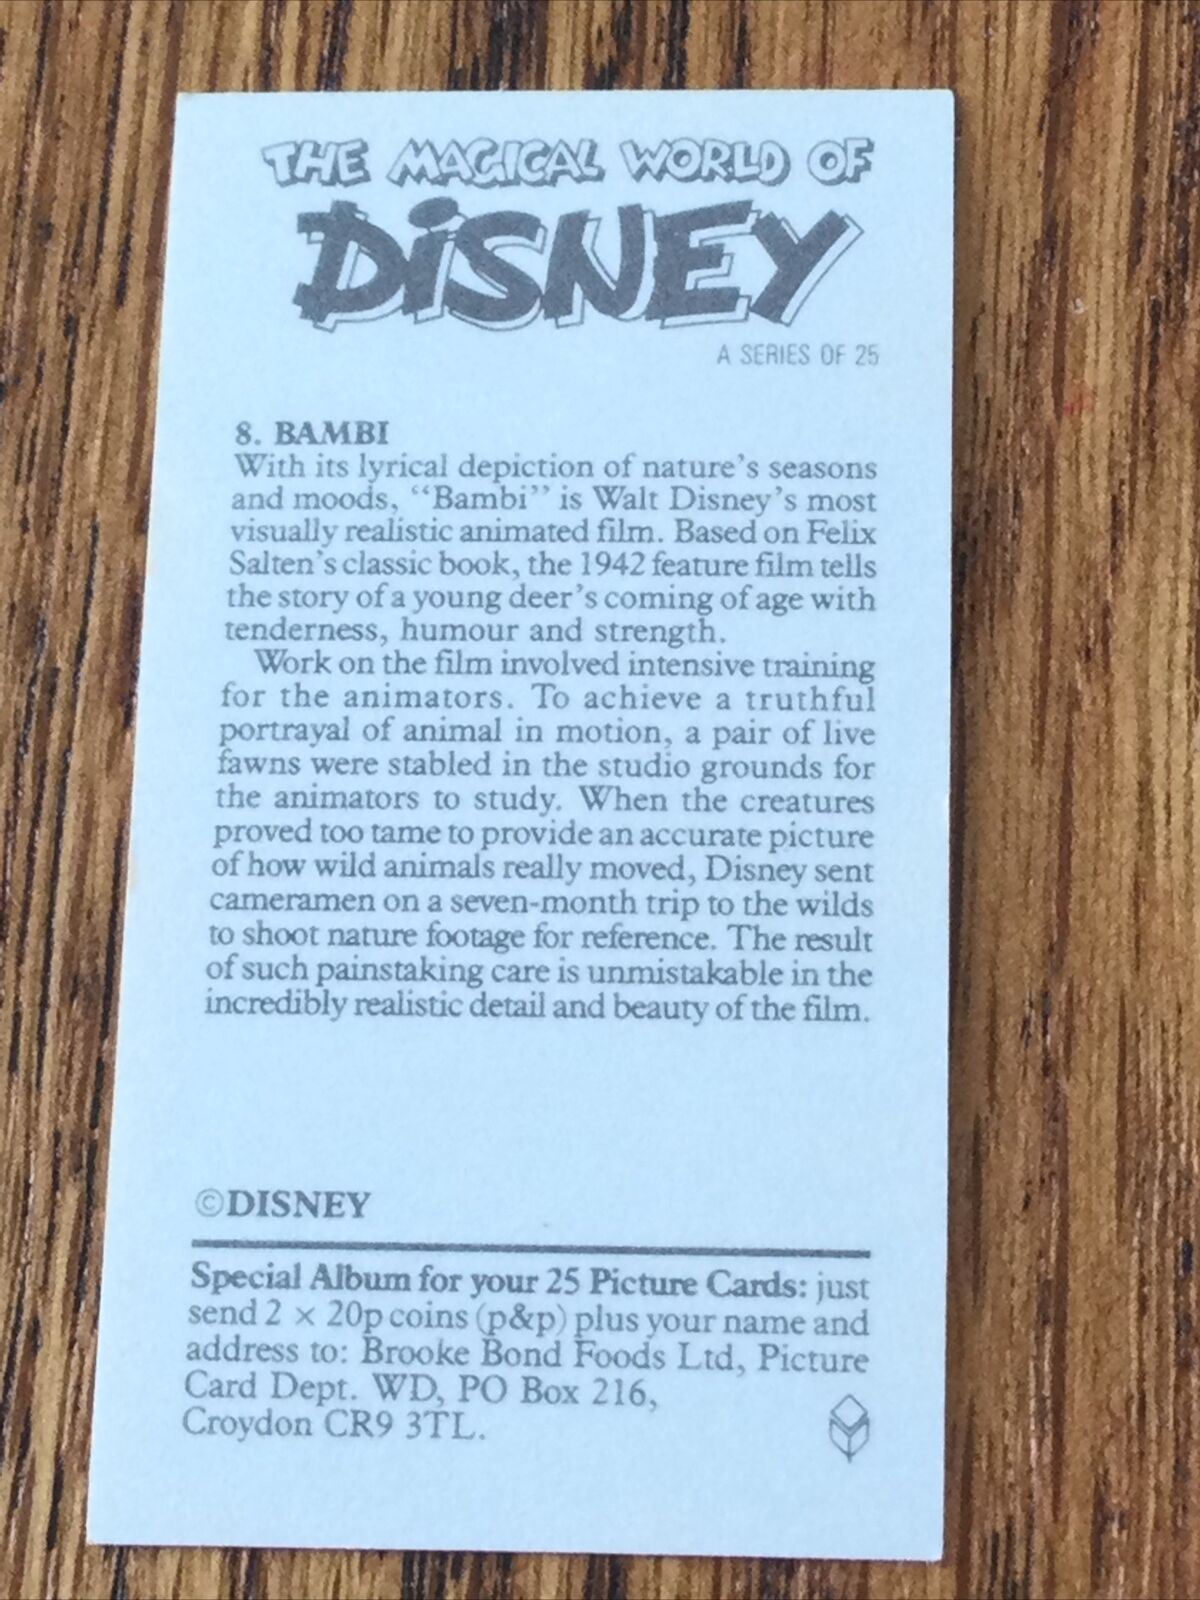 THE MAGICAL WORLD OF
DiSNEY
A SERIES OF 25
8. BAMBI
With its lyrical depiction of nature's seasons
and moods, "Bambi" is Walt Disney's most
visually realistic animated film. Based on Felix
Salten's classic book, the 1942 feature film tells
the story of a young deer's coming of age with
tenderness, humour and strength.
Work on the film involved intensive training
for the animators. To achieve a truthful
portrayal of animal in motion, a pair of live
fawns were stabled in the studio grounds for
the animators to study. When the creatures
proved too tame to provide an accurate picture
of how wild animals really moved, Disney sent
cameramen on a seven-month trip to the wilds
to shoot nature footage for reference. The result
of such painstaking care is unmistakable in the
incredibly realistic detail and beauty of the film.
©DISNEY
Special Album for your 25 Picture Cards: just
send 2 × 20p coins (p&p) plus your name and
address to: Brooke Bond Foods Ltd, Picture
Card Dept. WD, PO Box 216,
Croydon CR9 3TL.